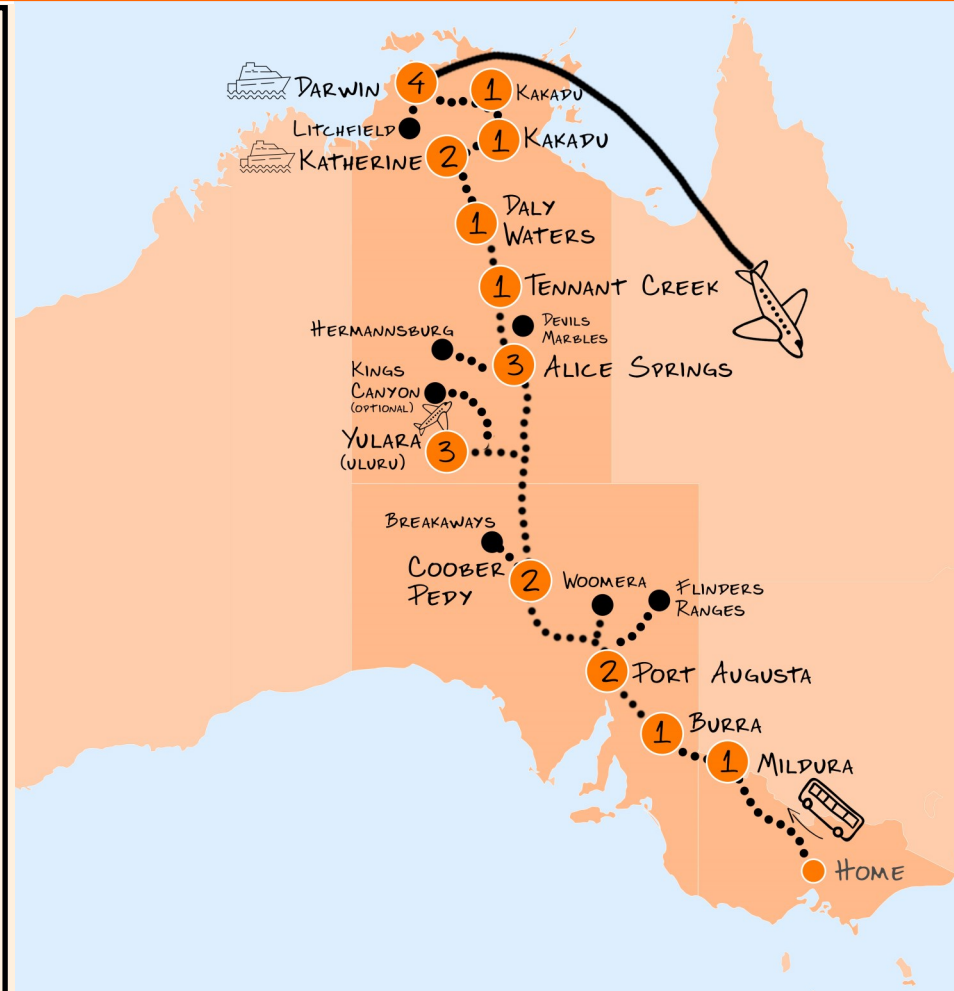 DARWIN
4
1
KAKADU
LITCHFIELD
1
KAKADU
KATHERINE
2
1
DALY
WATERS
1
TENNANT CREEK
HERMANNSBURG
DEVILS
MARBLES
3
ALICE SPRINGS
KINGS
CANYON
(OPTIONAL)
YULARA
(ULURU)
3
BREAKAWAYS
COOBER
PEDY
2
WOOMERA
FLINDERS
RANGES
2
PORT AUGUSTA
1
BURRA
1
MILDURA
HOME